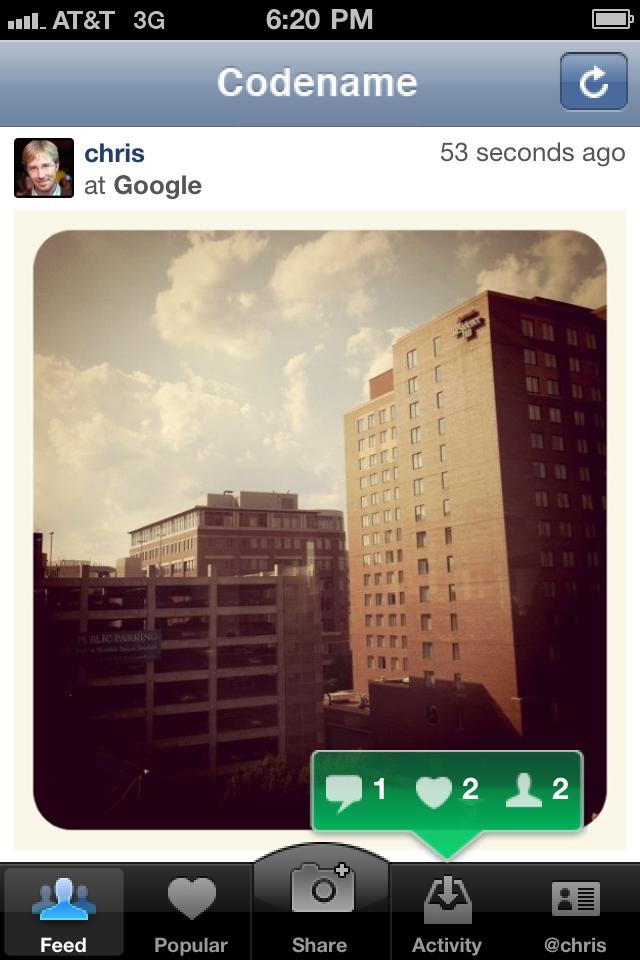 AT&T 3G 6:20 PM
Codename
chris
53 seconds ago
at Google
PUBLIC PARKING
1 2 2
Feed
Popular
Share
Activity
@chris